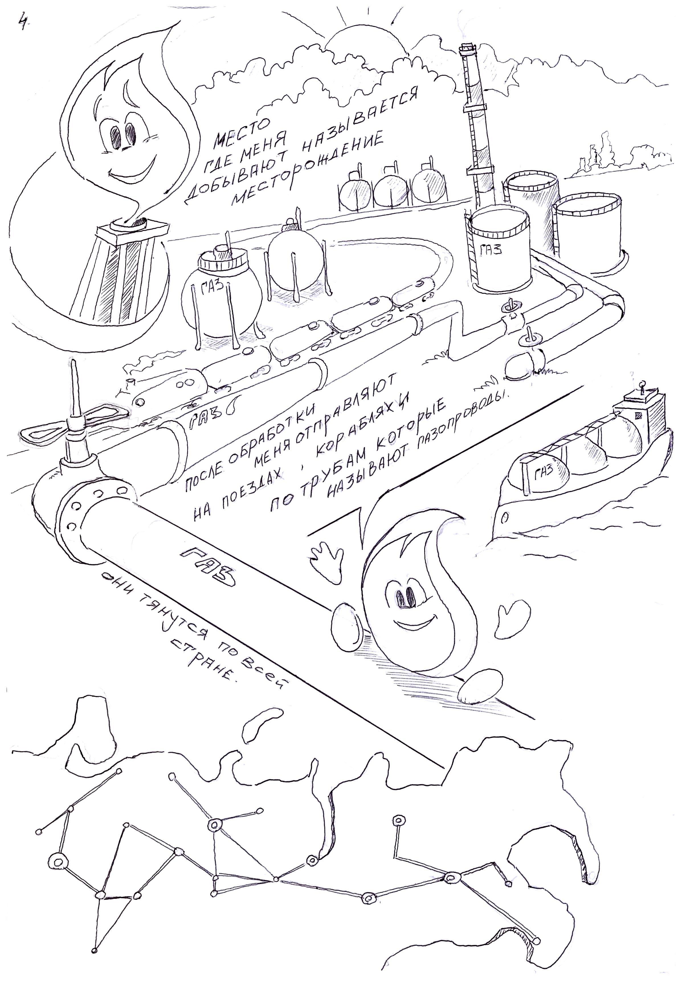 4.
МЕСТО
ГДЕ МЕНЯ
ДОБЫВАЮТ НАЗЫВАЕТСЯ
МЕСТОРОЖДЕНИЕ
ГАЗ
ГАЗ
ГАЗ
ПОСЛЕ ОБРАБОТКИ
МЕНЯ ОТПРАВЛЯЮТ
НА ПОЕЗДАХ, КОРАБЛЯХ И
ПО ТРУБАМ КОТОРЫЕ
НАЗЫВАЮТ ГАЗОПРОВОДЫ.
ГАЗ
ГАЗ
ОНИ ТЯНУТСЯ ПО ВСЕЙ
СТРАНЕ.